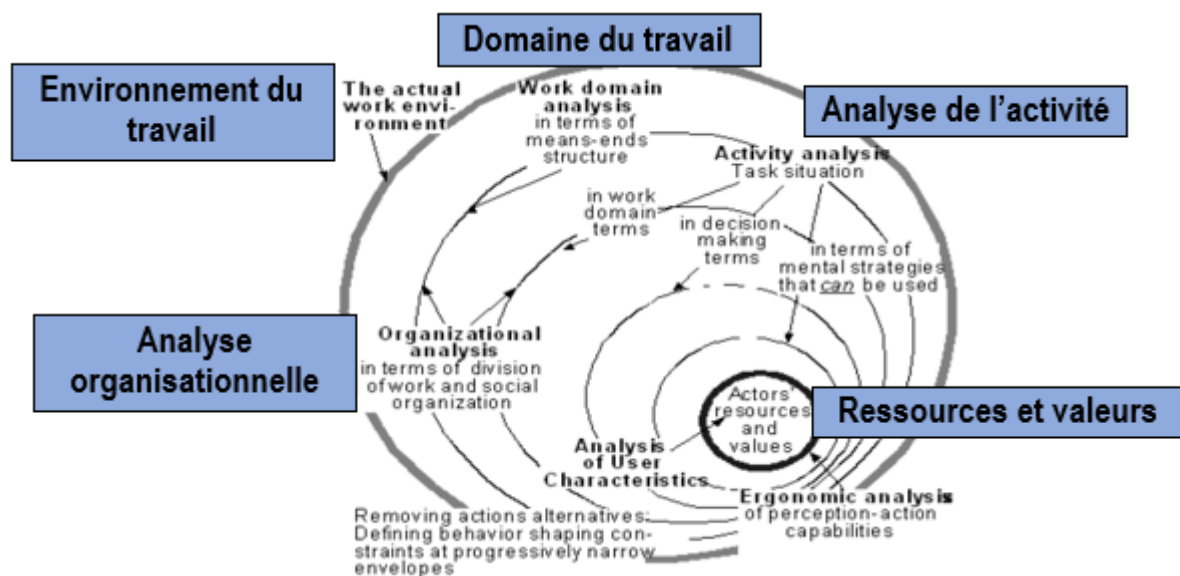 Domaine du travail
Environnement du
travail
The actual
work envi-
ronment
Work domain
analysis
in terms of
means-ends
structure
Analyse de l’activité
Activity analysis
Task situation
in work
domain
terms
in decision
making
terms
in terms of
mental strategies
that can be used
Analyse
organisationnelle
Organizational
analysis
in terms of division
of work and social
organization
Actors'
resources
and
values
Ressources et valeurs
Analysis
of User
Characteristics
Ergonomic analysis
of perception-action
capabilities
Removing actions alternatives:
Defining behavior shaping con-
straints at progressively narrow
envelopes